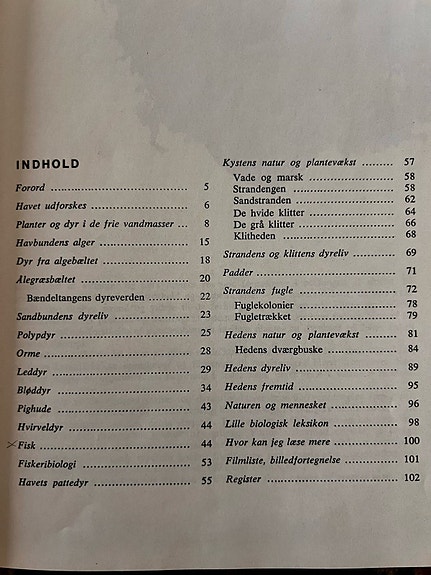 INDHOLD
Forord ................................ 5
Havet udforskes ........................ 6
Planter og dyr i de frie vandmasser ... 8
Havbundens alger ...................... 15
Dyr fra algebæltet ..................... 18
Ålegræsbæltet ......................... 20
Bændeltangens dyreverden ........... 22
Sandbundens dyreliv ................... 23
Polypdyr .............................. 25
Orme .................................. 28
Leddyr ................................ 29
Bløddyr ............................... 34
Pighude ............................... 43
Hvirveldyr ............................ 44
Fisk .................................. 44
Fiskeribiologi ........................ 53
Havets pattedyr ....................... 55
Kystens natur og plantevækst ......... 57
Vade og marsk ....................... 58
Strandengen .......................... 58
Sandstranden ......................... 62
De hvide klitter ..................... 64
De grå klitter ....................... 66
Klitheden ............................ 68
Strandens og klittens dyreliv ........ 69
Padder ................................ 71
Strandens fugle ....................... 72
Fuglekolonier ........................ 78
Fugletrækket ......................... 79
Hedens natur og plantevækst .......... 81
Hedens dværgbuske ................... 84
Hedens dyreliv ........................ 89
Hedens fremtid ........................ 95
Naturen og mennesket .................. 96
Lille biologisk leksikon .............. 98
Hvor kan jeg læse mere ............... 100
Filmliste, billedfortegnelse .......... 101
Register .............................. 102